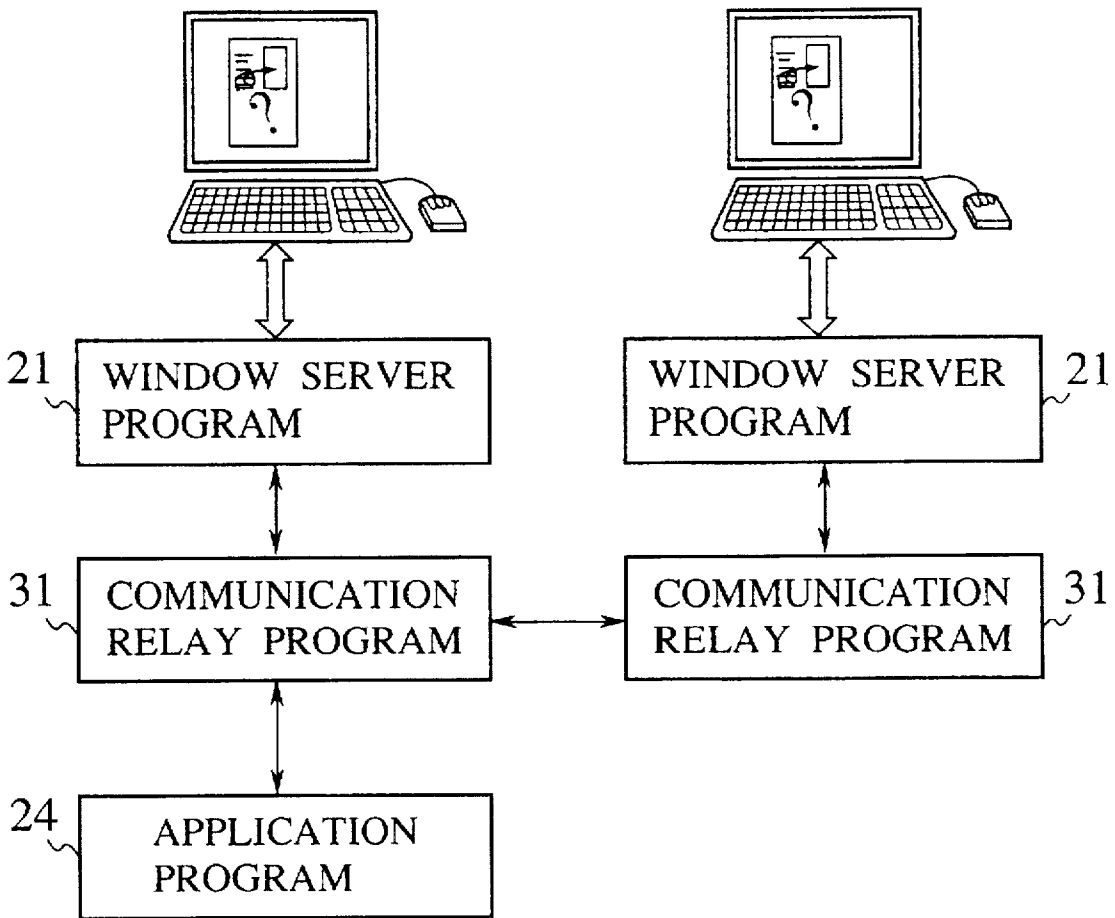 21 WINDOW SERVER
PROGRAM
WINDOW SERVER 21
PROGRAM
31 COMMUNICATION
RELAY PROGRAM
COMMUNICATION 31
RELAY PROGRAM
24 APPLICATION
PROGRAM
?
?